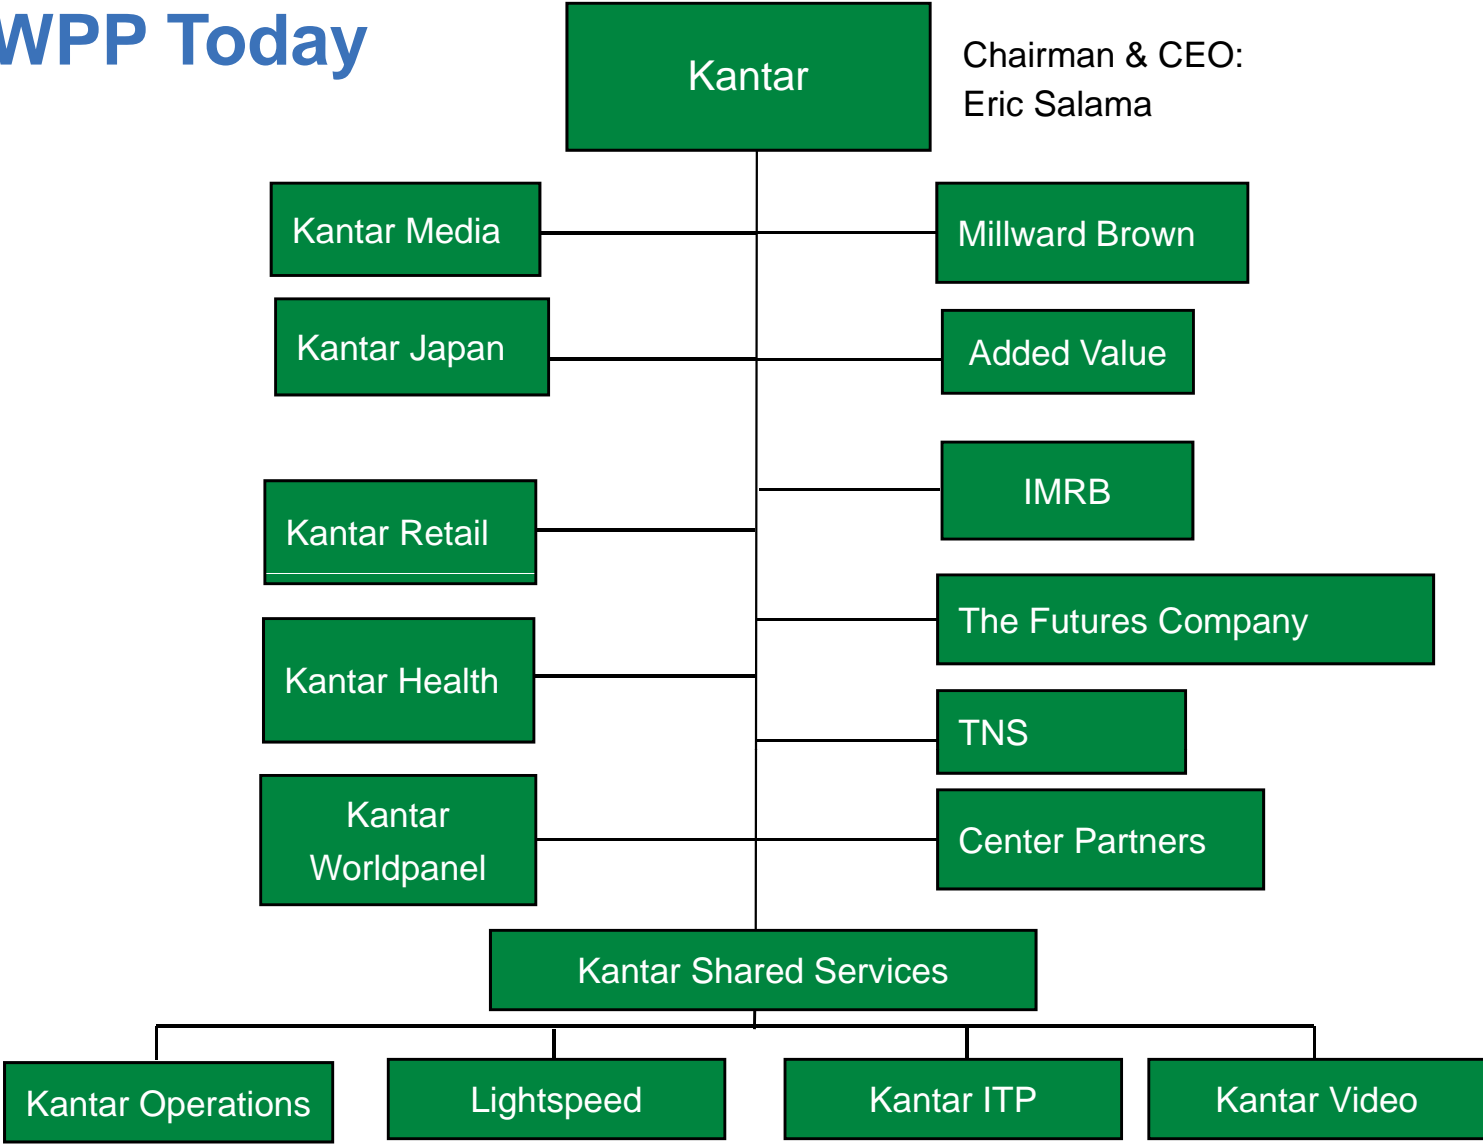 WPP Today
Kantar
Chairman & CEO:
Eric Salama
Kantar Media
Millward Brown
Kantar Japan
Added Value
IMRB
Kantar Retail
The Futures Company
Kantar Health
TNS
Kantar
Worldpanel
Center Partners
Kantar Shared Services
Kantar Operations
Lightspeed
Kantar ITP
Kantar Video